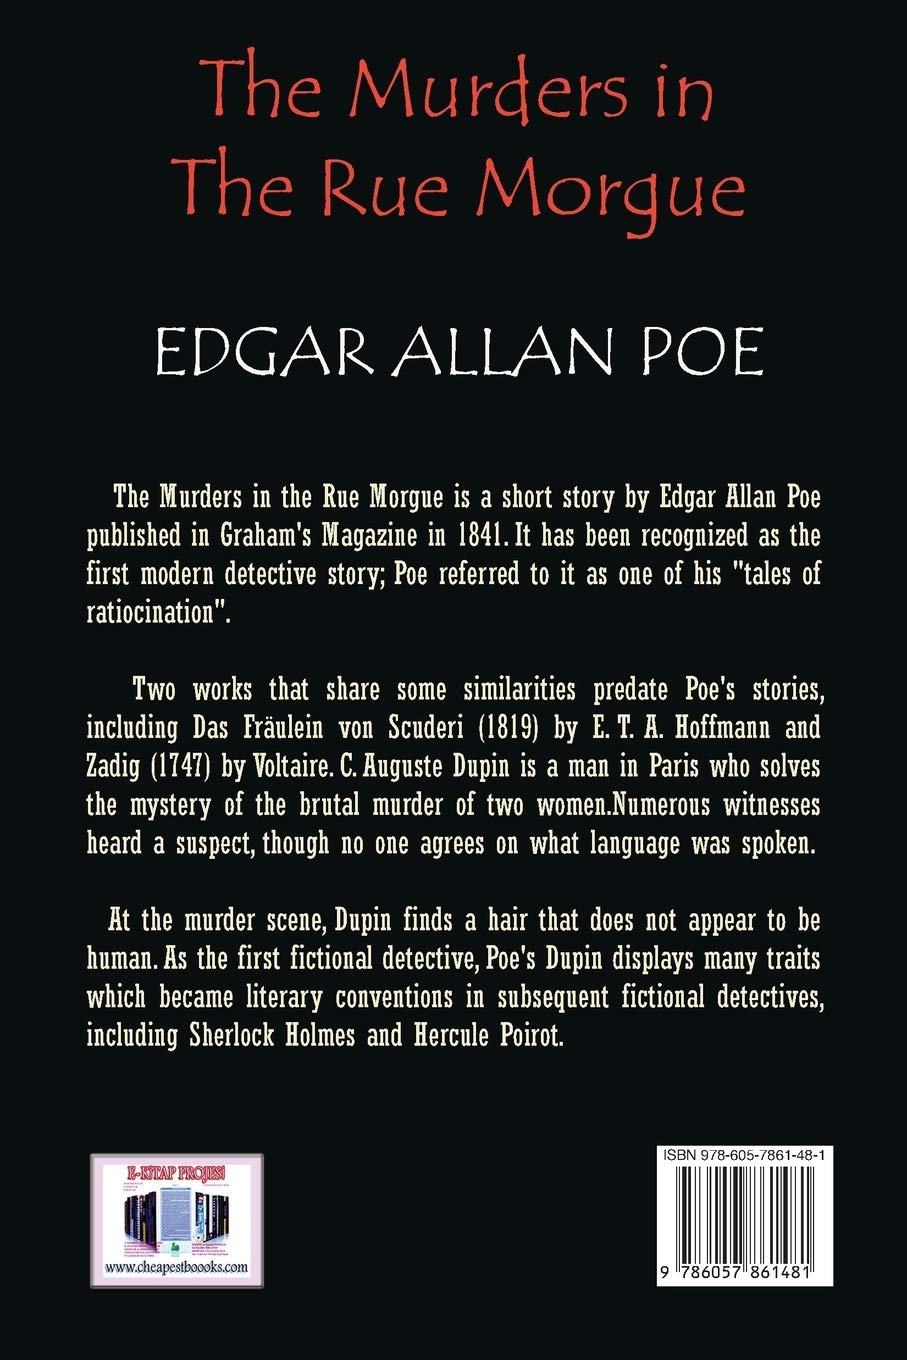 The Murders in
The Rue Morgue
EDGAR ALLAN POE
The Murders in the Rue Morgue is a short story by Edgar Allan Poe
published in Graham's Magazine in 1841. It has been recognized as the
first modern detective story; Poe referred to it as one of his "tales of
ratiocination".
Two works that share some similarities predate Poe's stories,
including Das Fräulein von Scuderi (1819) by E. T. A. Hoffmann and
Zadig (1747) by Voltaire. C. Auguste Dupin is a man in Paris who solves
the mystery of the brutal murder of two women.Numerous witnesses
heard a suspect, though no one agrees on what language was spoken.
At the murder scene, Dupin finds a hair that does not appear to be
human. As the first fictional detective, Poe's Dupin displays many traits
which became literary conventions in subsequent fictional detectives,
including Sherlock Holmes and Hercule Poirot.
E-KİTAP PROJESİ
www.cheapestboooks.com
ISBN 978-605-7861-48-1
9 786057 861481